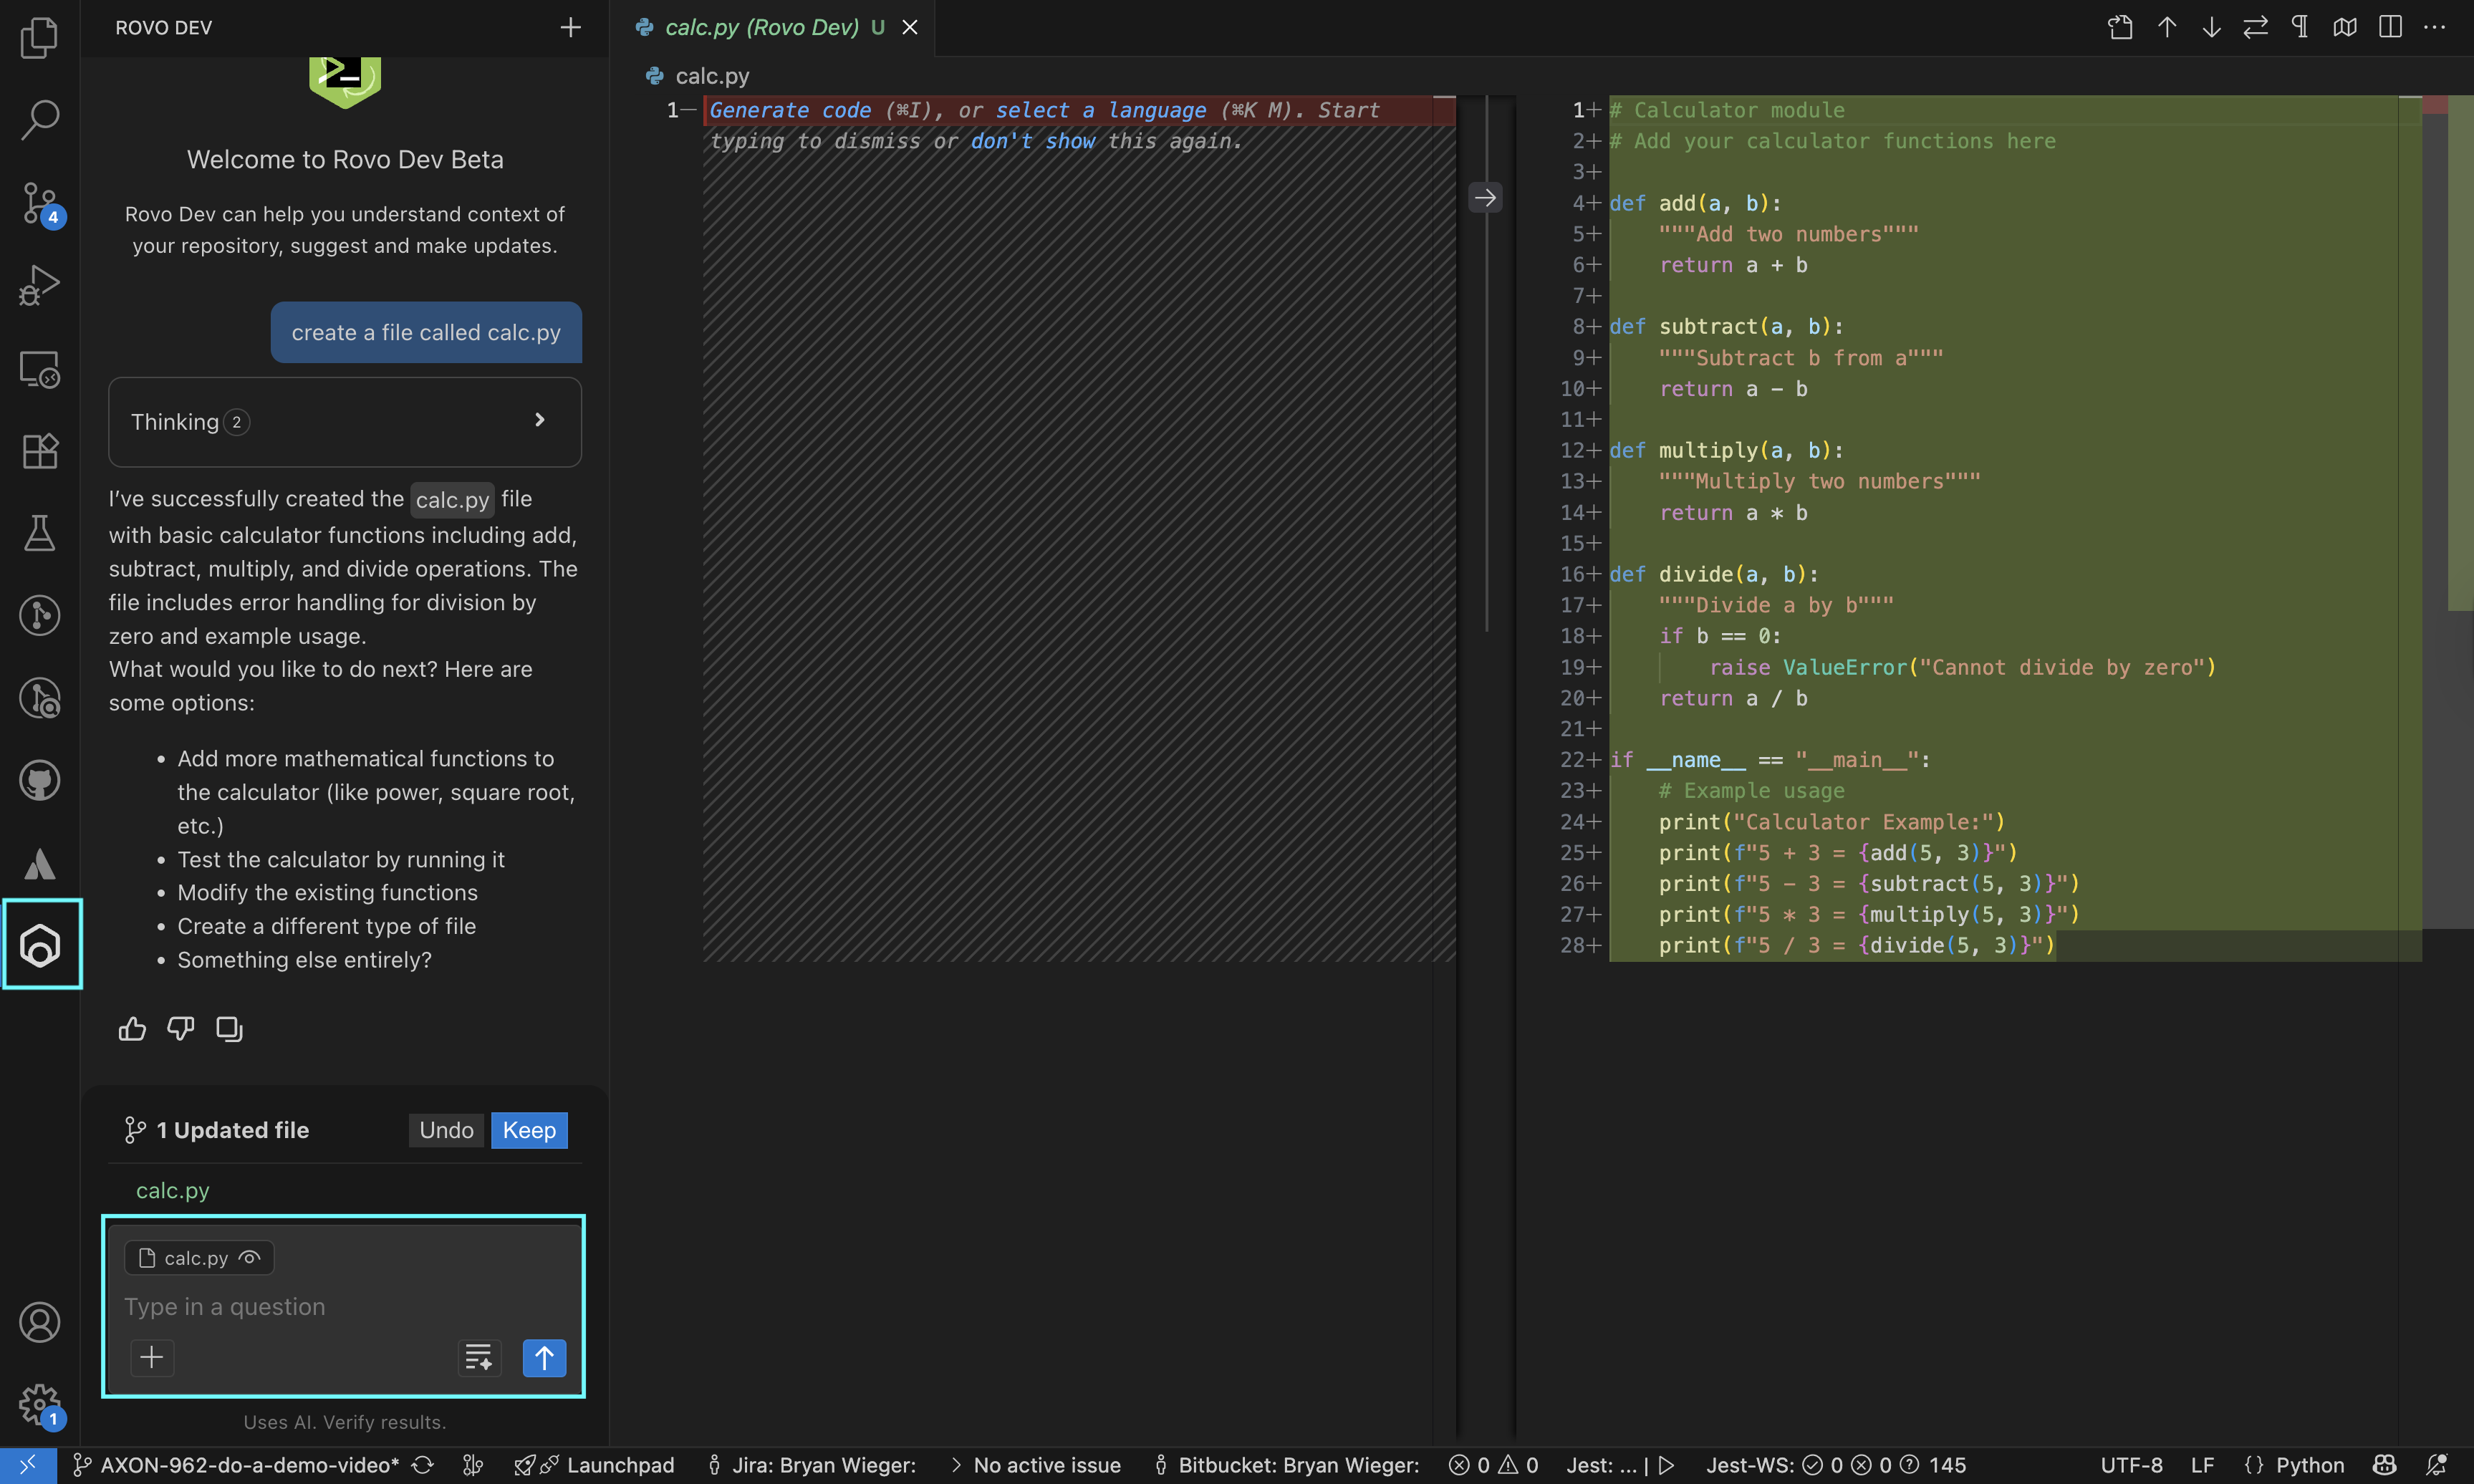 ROVO DEV
calc.py (Rovo Dev) U
calc.py
Welcome to Rovo Dev Beta
Rovo Dev can help you understand context of
your repository, suggest and make updates.
create a file called calc.py
Thinking 2
I've successfully created the calc.py file
with basic calculator functions including add,
subtract, multiply, and divide operations. The
file includes error handling for division by
zero and example usage.
What would you like to do next? Here are
some options:
• Add more mathematical functions to
the calculator (like power, square root,
etc.)
• Test the calculator by running it
• Modify the existing functions
• Create a different type of file
• Something else entirely?
1 Updated file Undo Keep
calc.py
calc.py
Type in a question
Uses AI. Verify results.
4
1
1— Generate code (⌘I), or select a language (⌘K M). Start
typing to dismiss or don't show this again.
1+ # Calculator module
2+ # Add your calculator functions here
3+
4+ def add(a, b):
5+     """Add two numbers"""
6+     return a + b
7+
8+ def subtract(a, b):
9+     """Subtract b from a"""
10+     return a - b
11+
12+ def multiply(a, b):
13+     """Multiply two numbers"""
14+     return a * b
15+
16+ def divide(a, b):
17+     """Divide a by b"""
18+     if b == 0:
19+         raise ValueError("Cannot divide by zero")
20+     return a / b
21+
22+ if __name__ == "__main__":
23+     # Example usage
24+     print("Calculator Example:")
25+     print(f"5 + 3 = {add(5, 3)}")
26+     print(f"5 - 3 = {subtract(5, 3)}")
27+     print(f"5 * 3 = {multiply(5, 3)}")
28+     print(f"5 / 3 = {divide(5, 3)}")
AXON-962-do-a-demo-video* Launchpad Jira: Bryan Wieger: No active issue Bitbucket: Bryan Wieger: 0 0 Jest: ... | Jest-WS: 0 0 145 UTF-8 LF {} Python